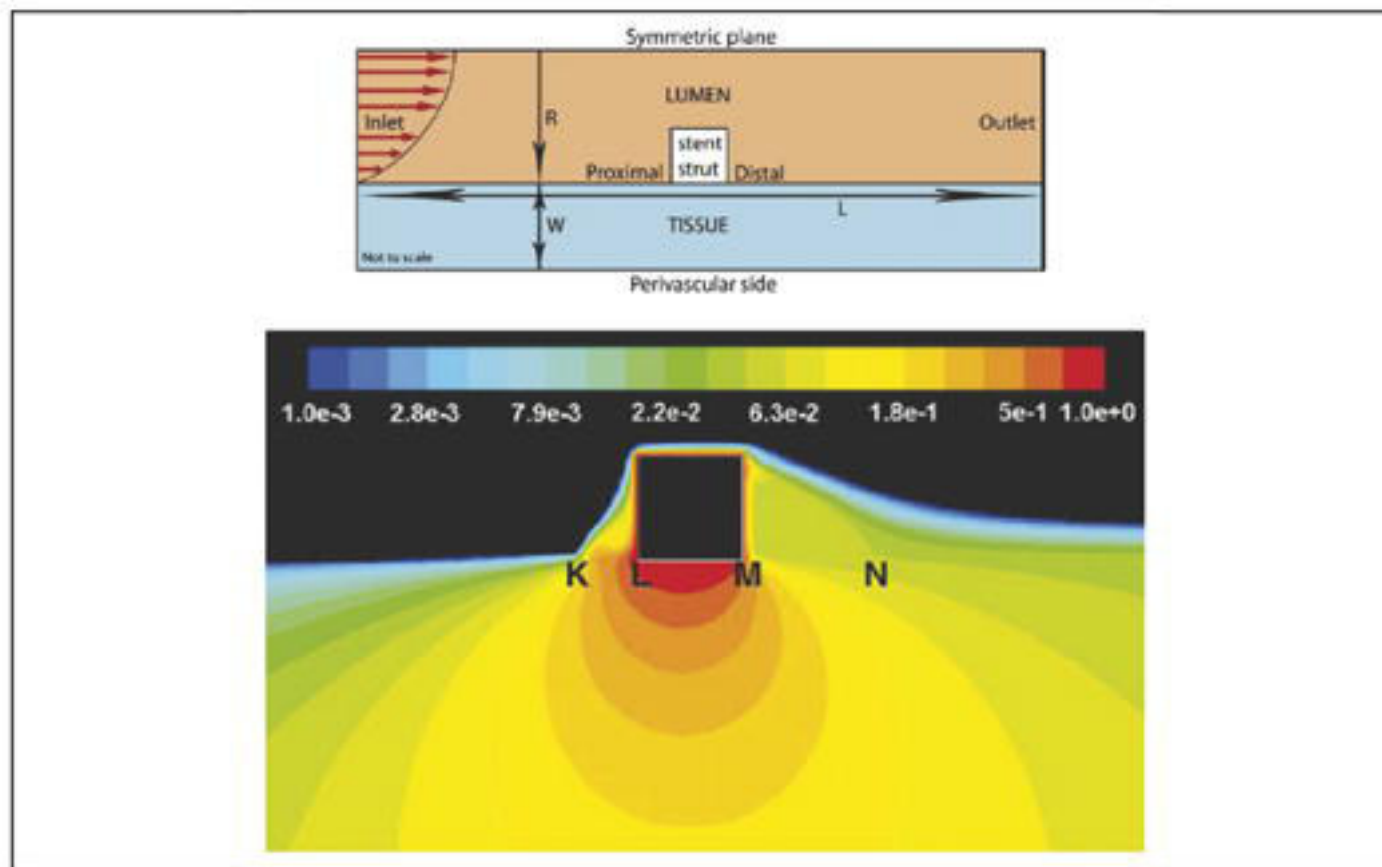 Symmetric plane
LUMEN
Inlet
R
Outlet
stent
Proximal strut Distal
L
W
TISSUE
Not to scale
Perivascular side
1.0e-3 2.8e-3 7.9e-3 2.2e-2 6.3e-2 1.8e-1 5e-1 1.0e+0
K L M N